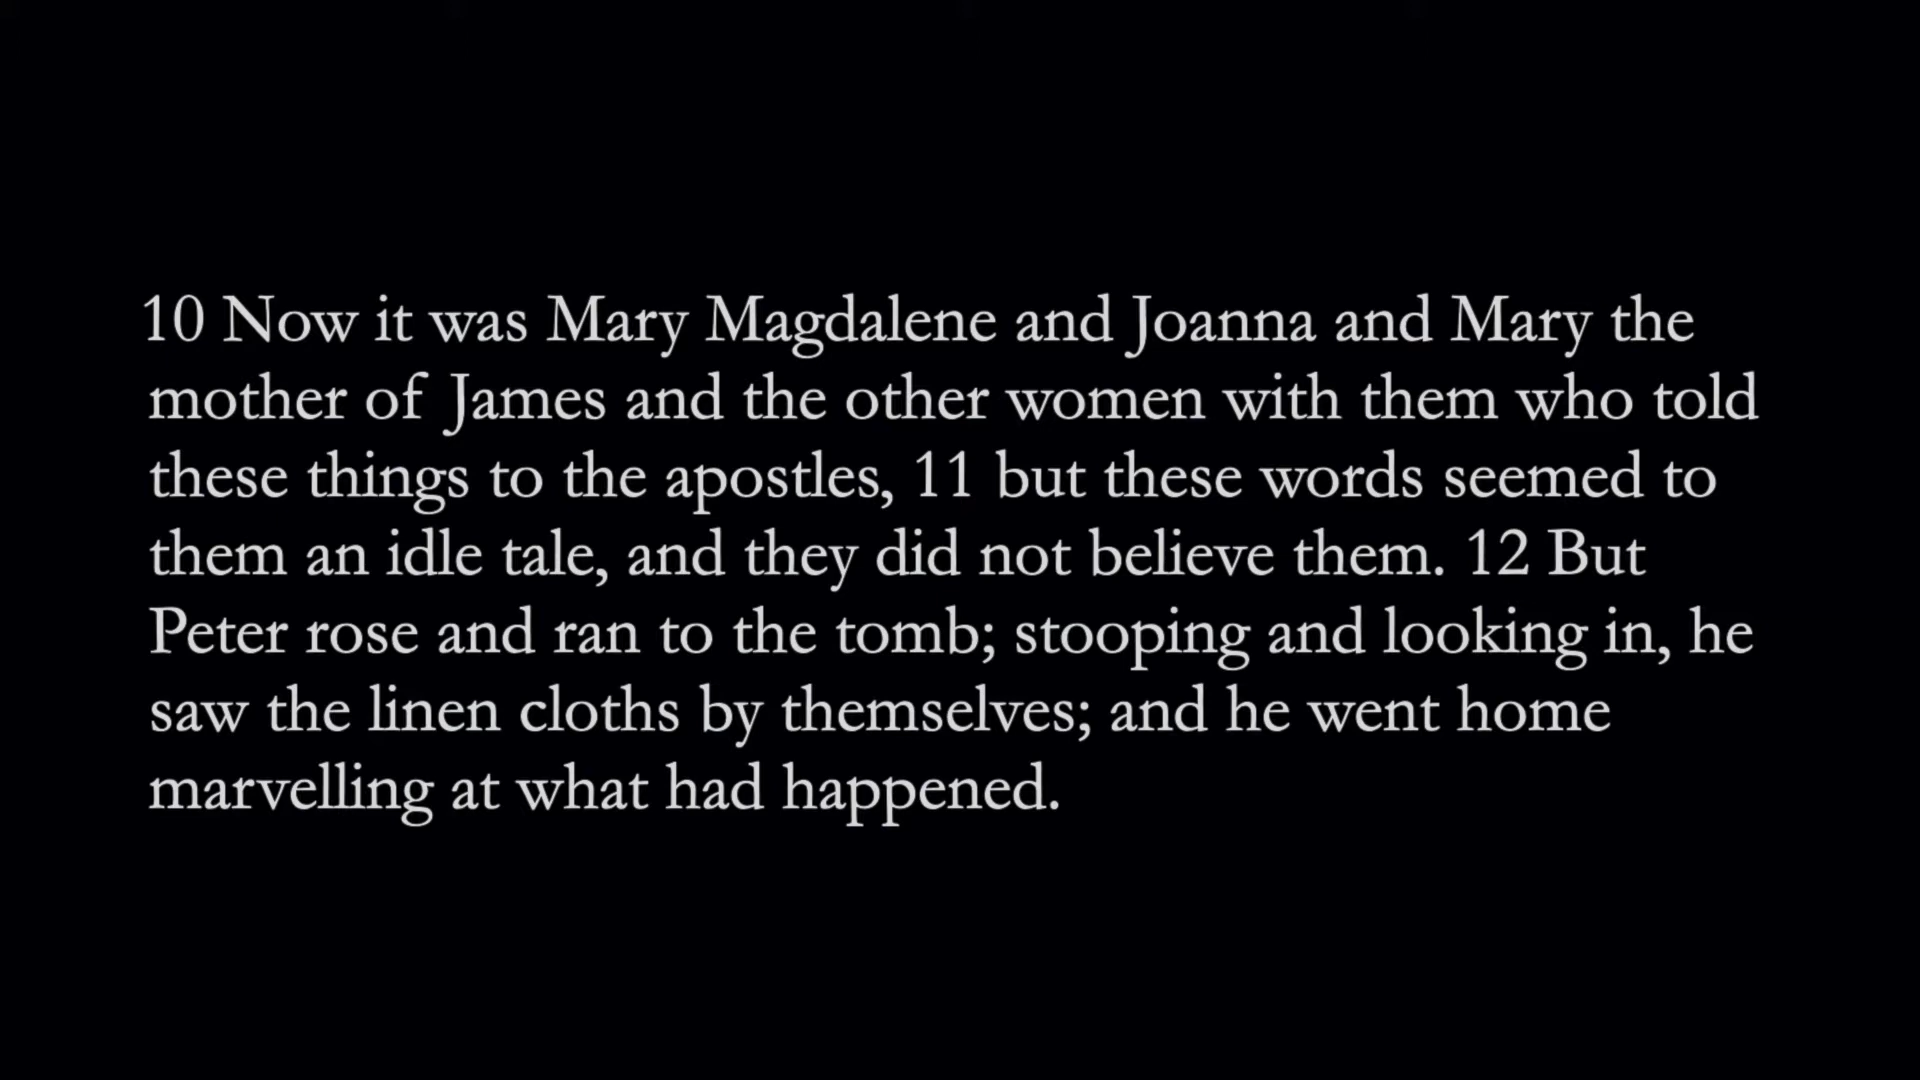 10 Now it was Mary Magdalene and Joanna and Mary the
mother of James and the other women with them who told
these things to the apostles, 11 but these words seemed to
them an idle tale, and they did not believe them. 12 But
Peter rose and ran to the tomb; stooping and looking in, he
saw the linen cloths by themselves; and he went home
marvelling at what had happened.